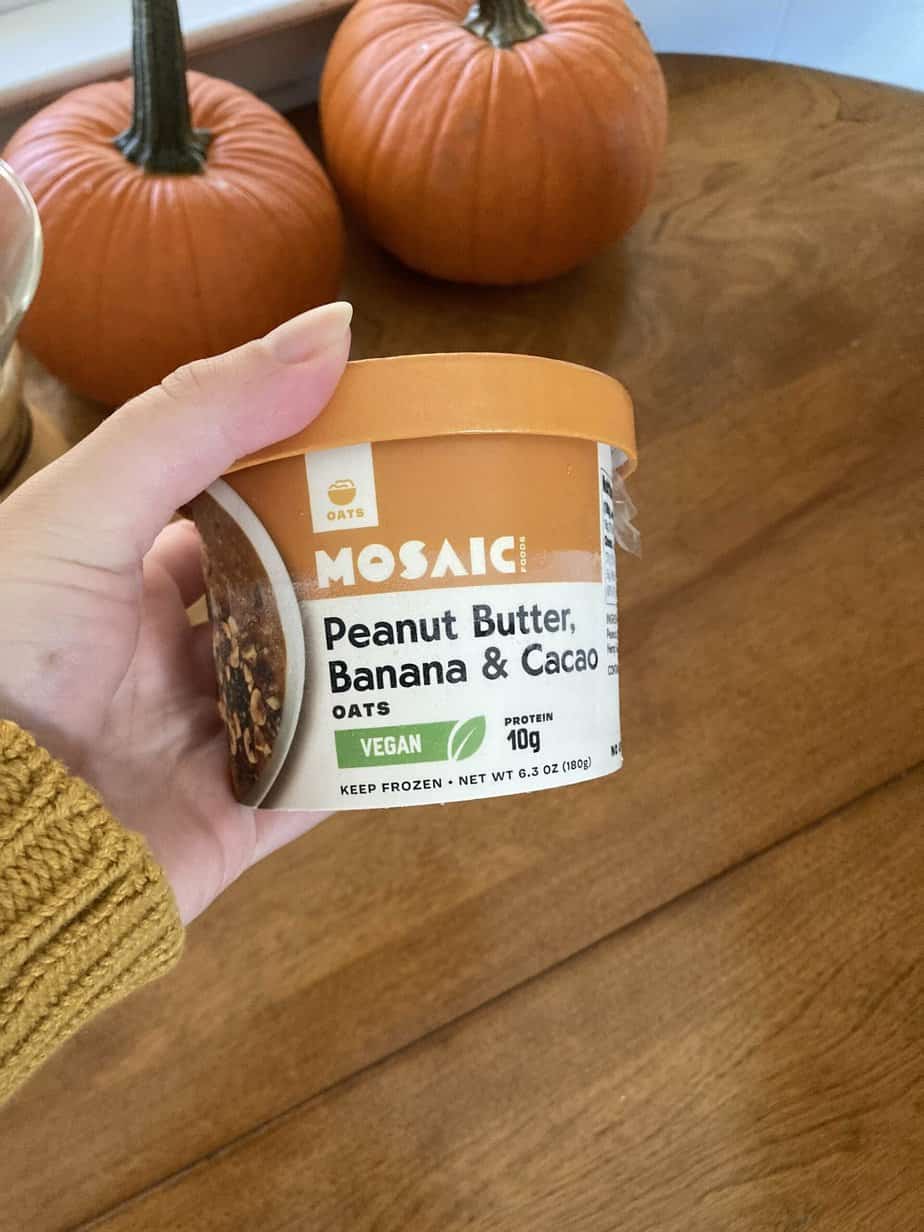 OATS
MOSAIC FOODS
Peanut Butter,
Banana & Cacao
OATS
VEGAN
PROTEIN
10g
KEEP FROZEN • NET WT 6.3 OZ (180g)